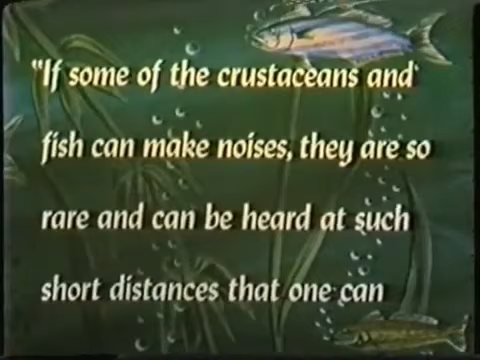 "If some of the crustaceans and
fish can make noises, they are so
rare and can be heard at such
short distances that one can